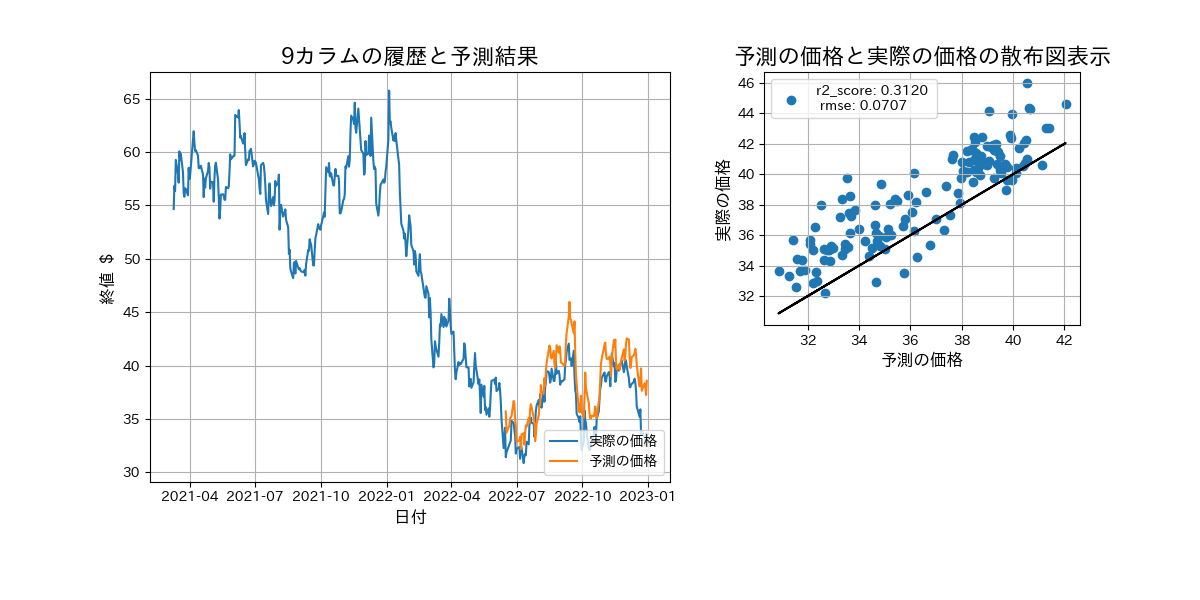 9カラムの履歴と予測結果
終値 $
65
60
55
50
45
40
35
30
実際の価格
予測の価格
2021-04 2021-07 2021-10 2022-01 2022-04 2022-07 2022-10 2023-01
日付
予測の価格と実際の価格の散布図表示
実際の価格
46
44
42
40
38
36
34
32
r2_score: 0.3120
rmse: 0.0707
32 34 36 38 40 42
予測の価格